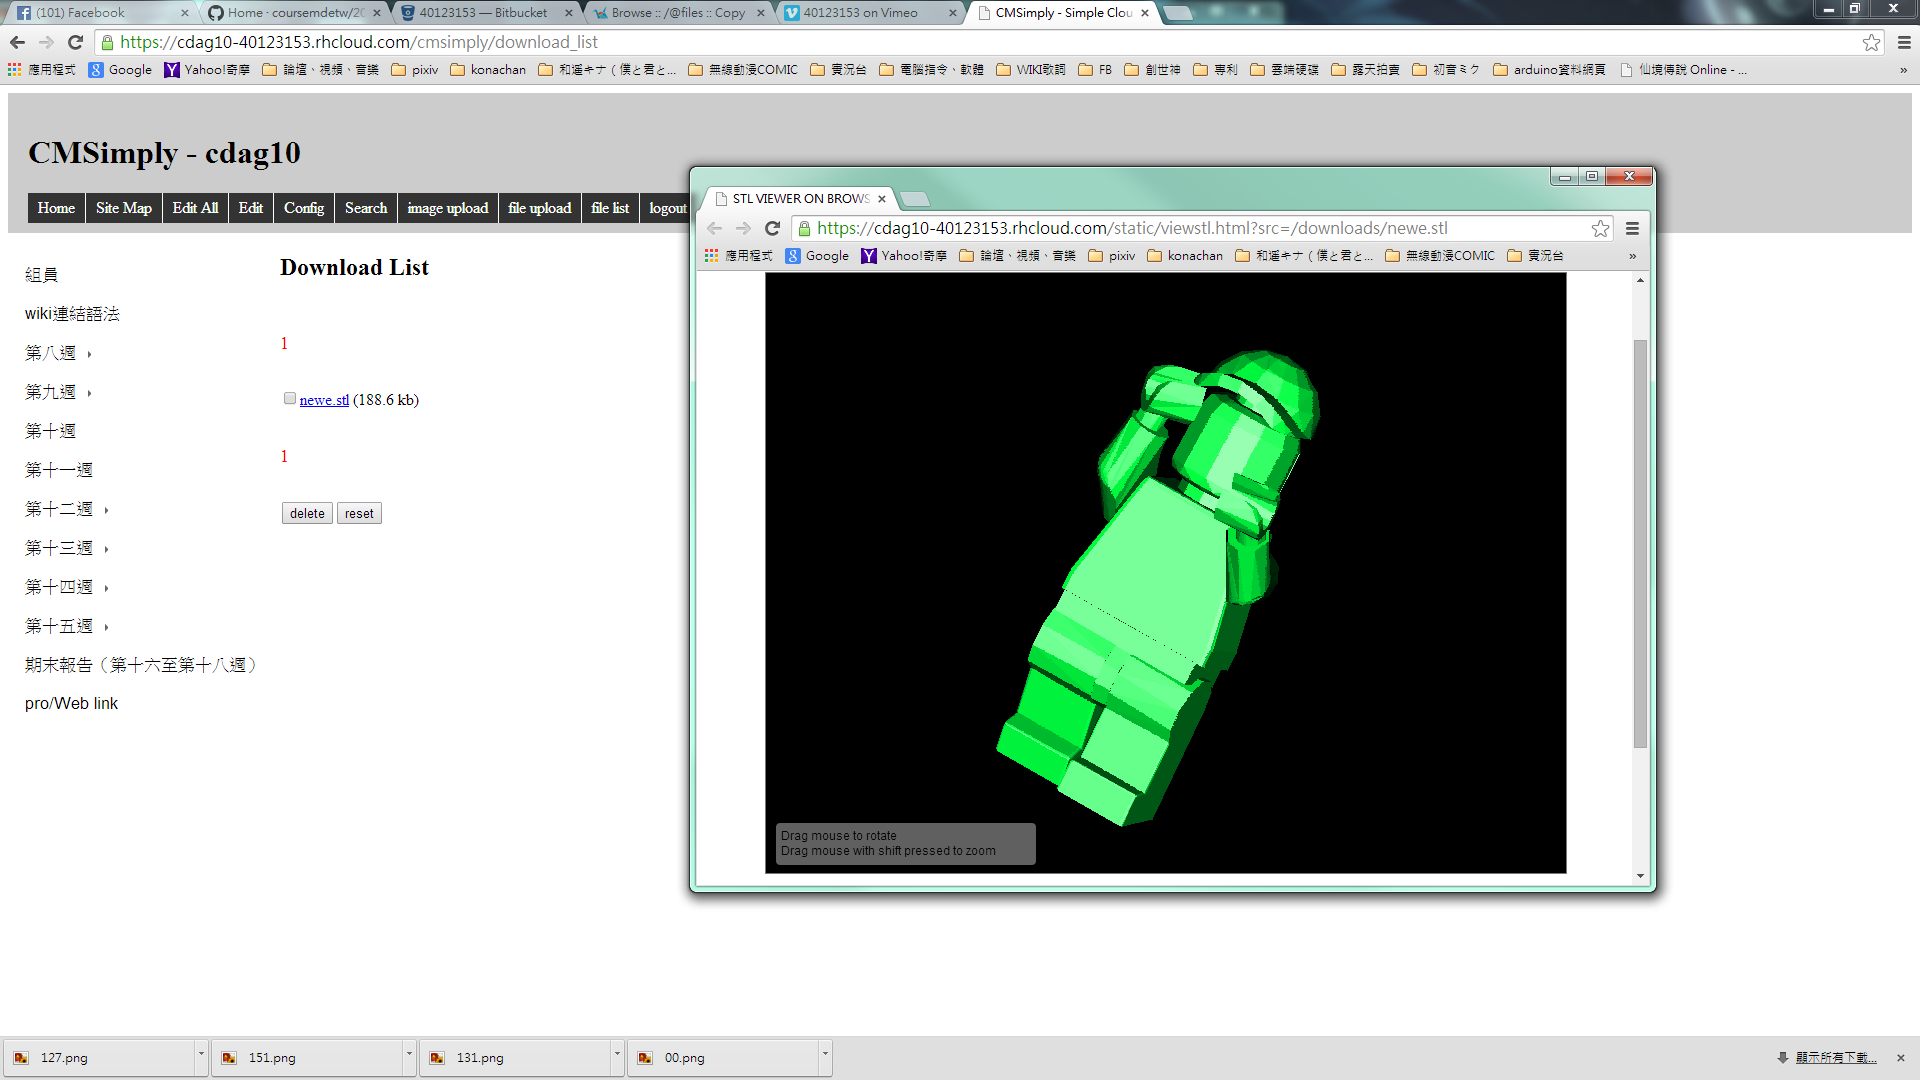 (101) Facebook
Home · coursemdetw/20
40123153 — Bitbucket
Browse :: /@files :: Copy
40123153 on Vimeo
CMSimply - Simple Clou
https://cdag10-40123153.rhcloud.com/cmsimply/download_list
應用程式
Google
Yahoo!奇摩
論壇、視頻、音樂
pixiv
konachan
和遥キナ ( 僕と君と...
無線動漫COMIC
實況台
電腦指令、軟體
WIKI歌詞
FB
創世神
專利
雲端硬碟
露天拍賣
初音ミク
arduino資料網頁
仙境傳說 Online - ...
»
CMSimply - cdag10
Home
Site Map
Edit All
Edit
Config
Search
image upload
file upload
file list
logout
組員
wiki連結語法
第八週
第九週
第十週
第十一週
第十二週
第十三週
第十四週
第十五週
期末報告（第十六至第十八週）
pro/Web link
Download List
1
newe.stl (188.6 kb)
1
delete
reset
STL VIEWER ON BROWS
https://cdag10-40123153.rhcloud.com/static/viewstl.html?src=/downloads/newe.stl
應用程式
Google
Yahoo!奇摩
論壇、視頻、音樂
pixiv
konachan
和遥キナ ( 僕と君と...
無線動漫COMIC
實況台
»
Drag mouse to rotate
Drag mouse with shift pressed to zoom
127.png
151.png
131.png
00.png
顯示所有下載...